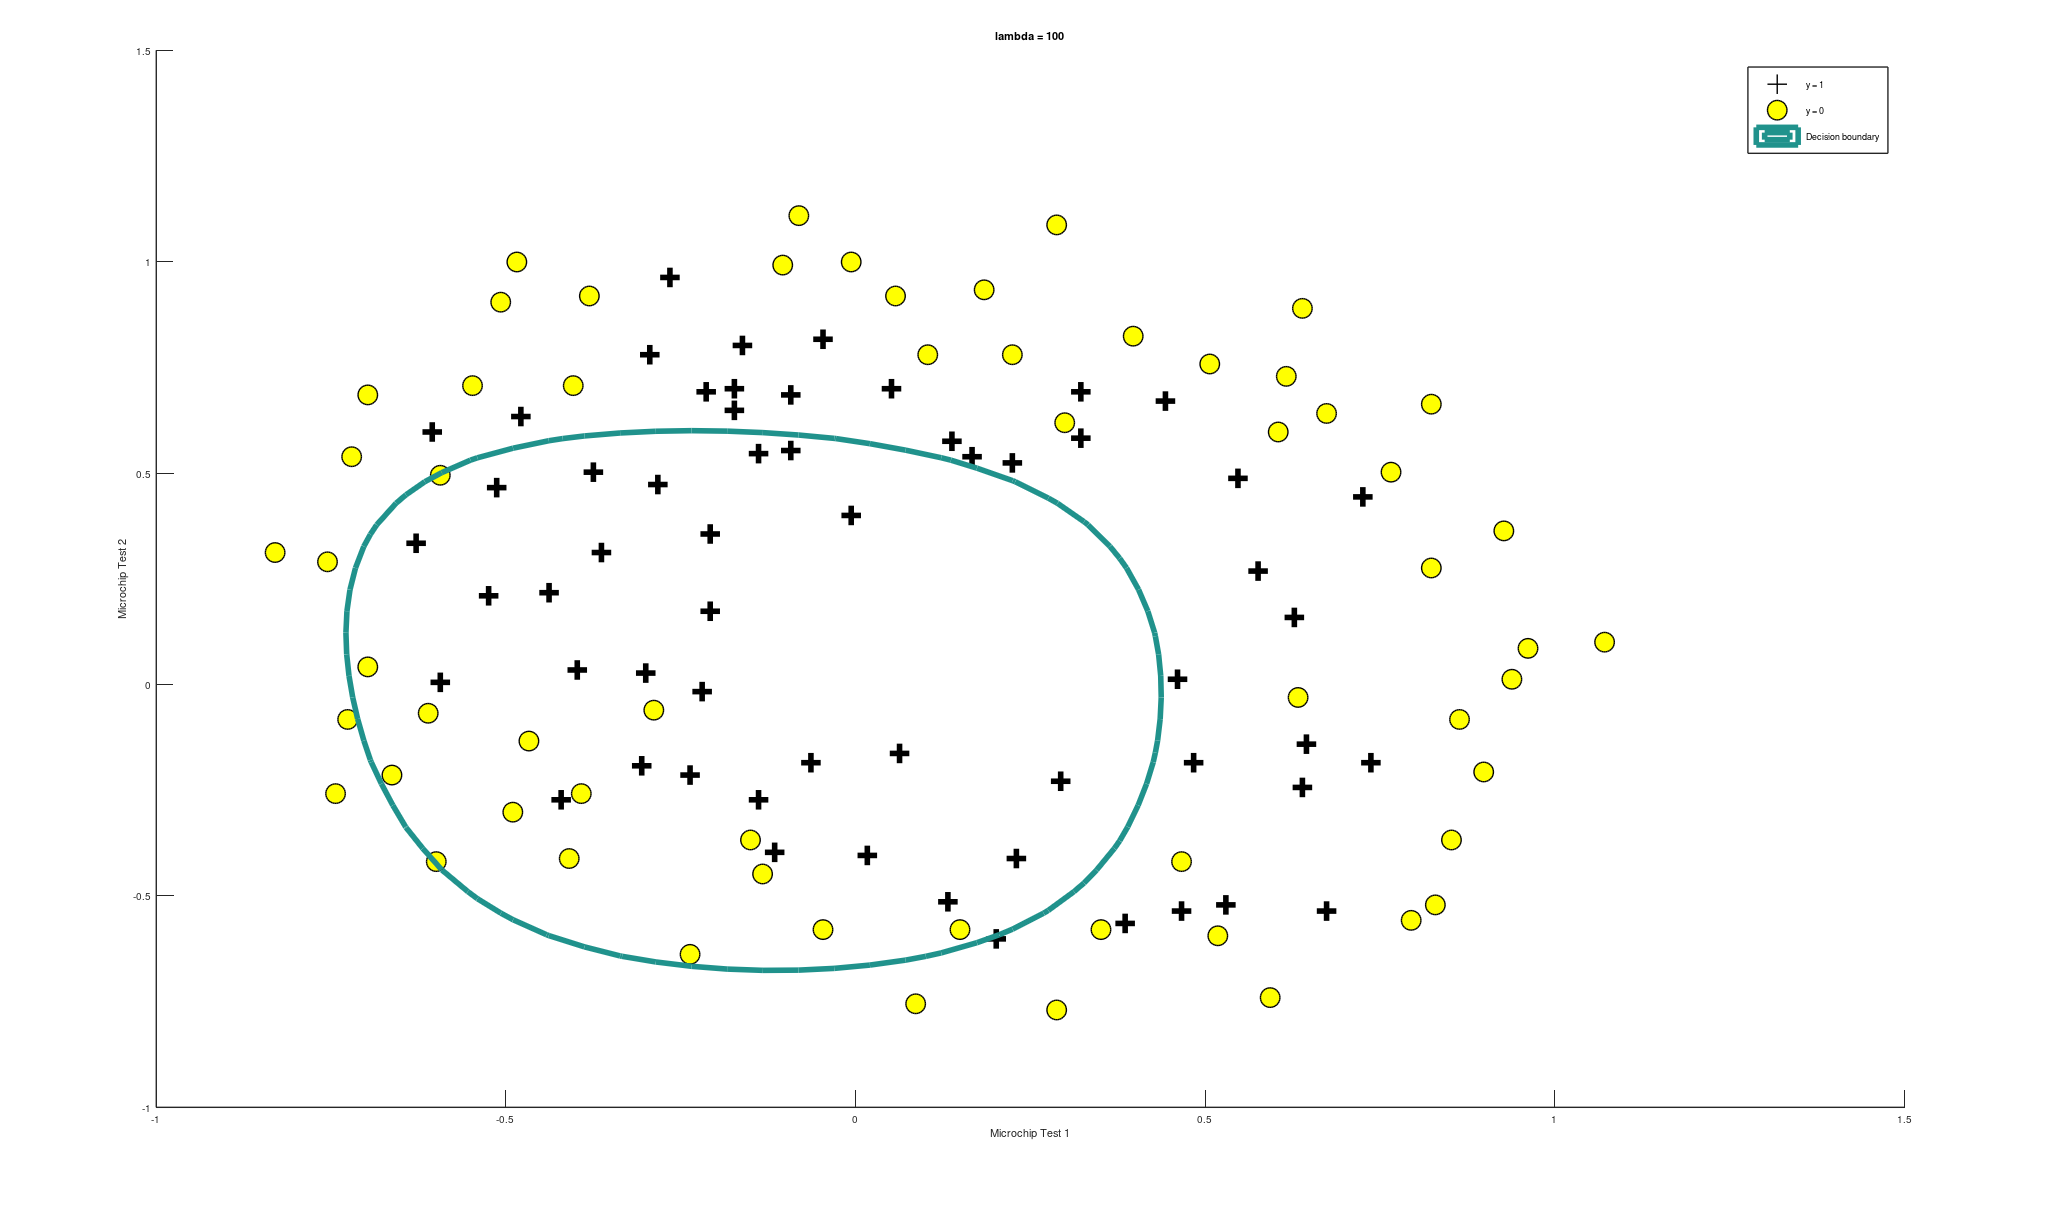 lambda = 100
1.5
1
0.5
0
-0.5
-1
Microchip Test 2
y = 1
y = 0
Decision boundary
-1
-0.5
0
0.5
1
1.5
Microchip Test 1